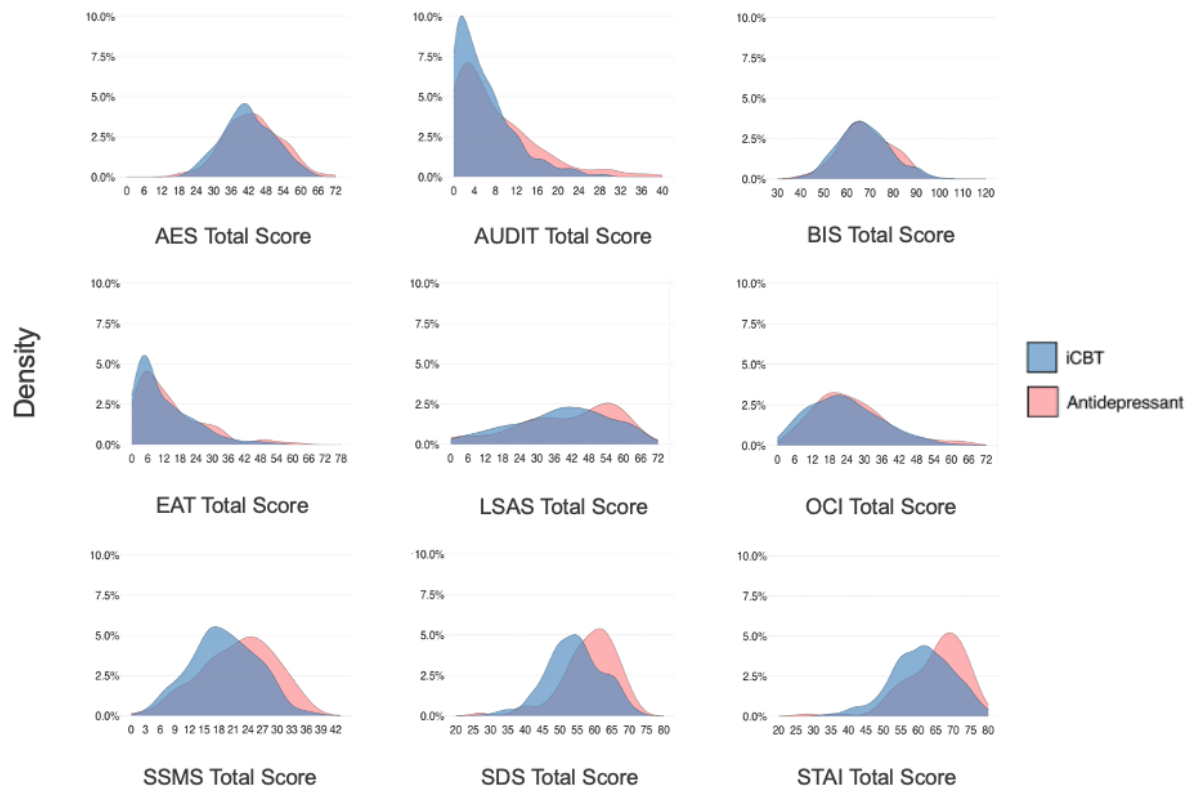 10.0%
7.5%
5.0%
2.5%
0.0%
0 6 12 18 24 30 36 42 48 54 60 66 72
AES Total Score
10.0%
7.5%
5.0%
2.5%
0.0%
0 4 8 12 16 20 24 28 32 36 40
AUDIT Total Score
10.0%
7.5%
5.0%
2.5%
0.0%
30 40 50 60 70 80 90 100 110 120
BIS Total Score
Density
10.0%
7.5%
5.0%
2.5%
0.0%
0 6 12 18 24 30 36 42 48 54 60 66 72 78
EAT Total Score
10.0%
7.5%
5.0%
2.5%
0.0%
0 6 12 18 24 30 36 42 48 54 60 66 72
LSAS Total Score
10.0%
7.5%
5.0%
2.5%
0.0%
0 6 12 18 24 30 36 42 48 54 60 66 72
OCI Total Score
iCBT
Antidepressant
10.0%
7.5%
5.0%
2.5%
0.0%
0 3 6 9 12 15 18 21 24 27 30 33 36 39 42
SSMS Total Score
10.0%
7.5%
5.0%
2.5%
0.0%
20 25 30 35 40 45 50 55 60 65 70 75 80
SDS Total Score
10.0%
7.5%
5.0%
2.5%
0.0%
20 25 30 35 40 45 50 55 60 65 70 75 80
STAI Total Score